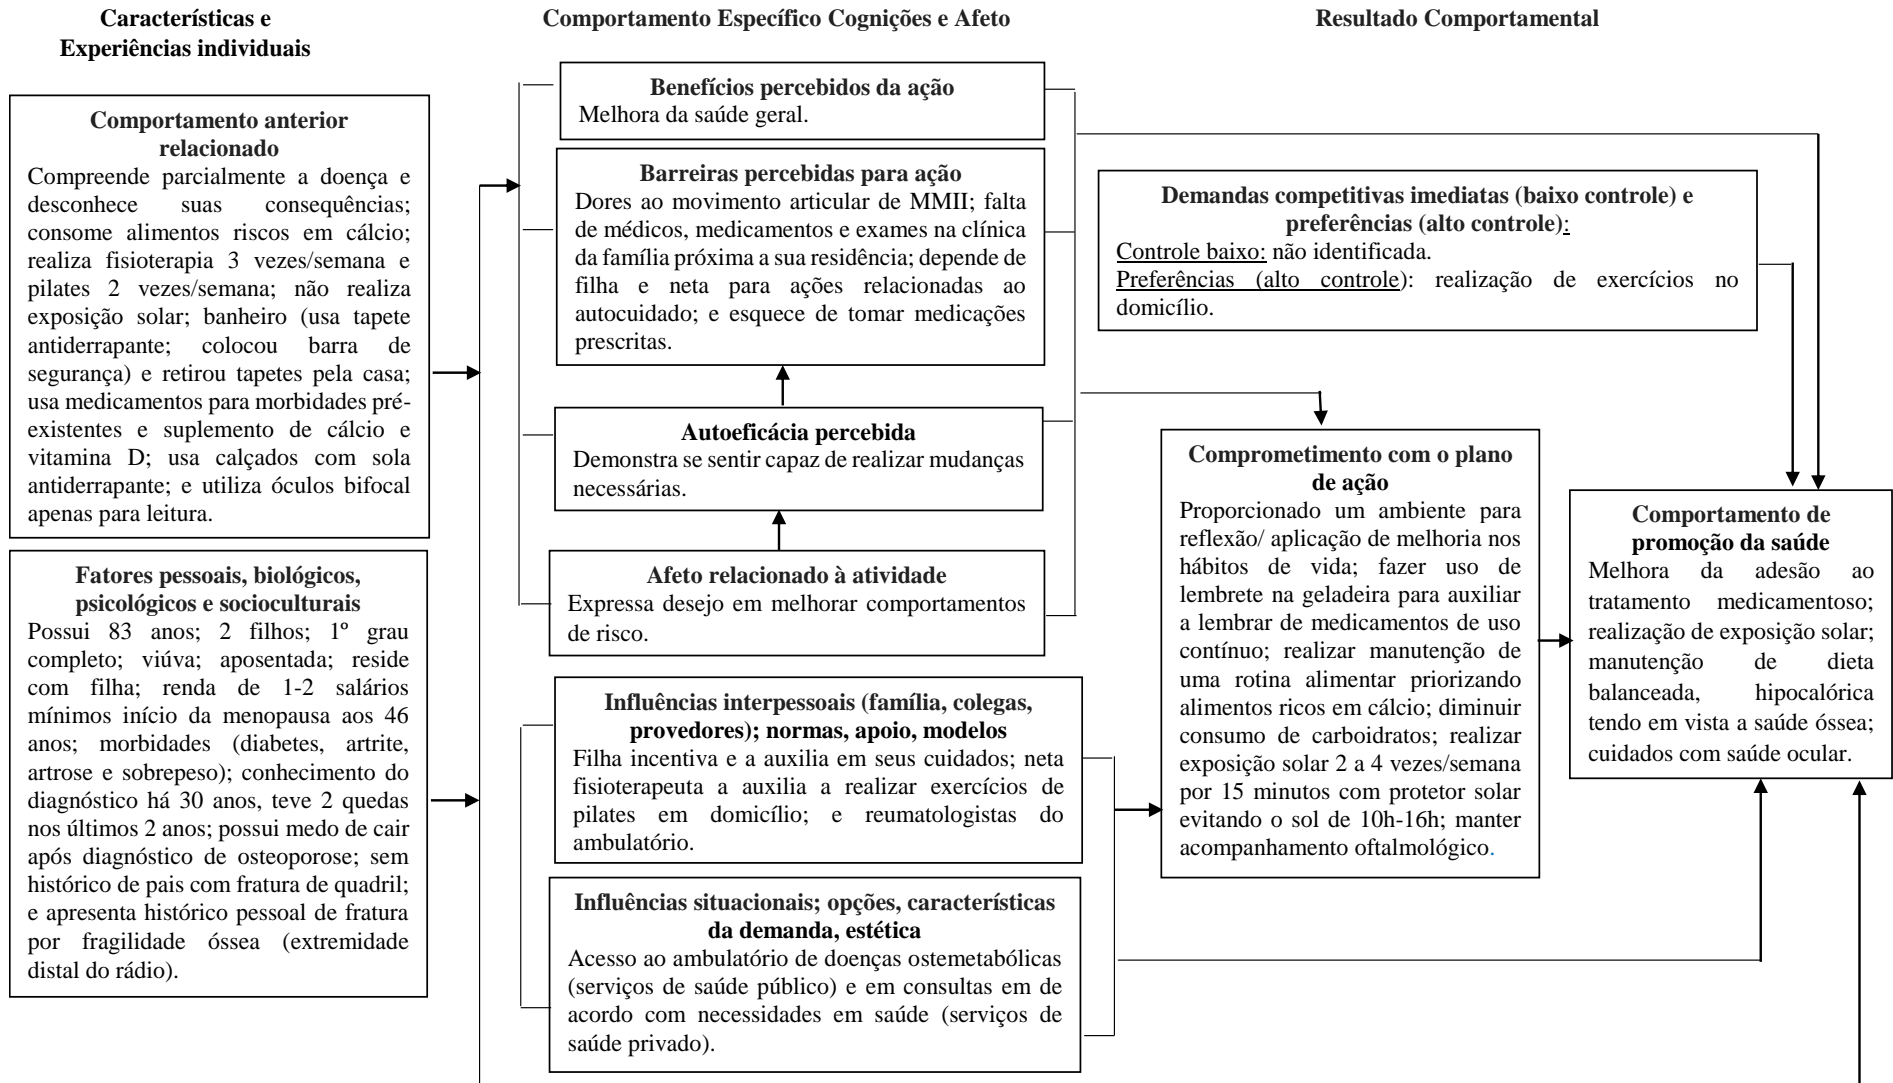 Características e
Experiências individuais
Comportamento Específico Cognições e Afeto
Resultado Comportamental
Comportamento anterior
relacionado
Compreende parcialmente a doença e
desconhece suas consequências;
consome alimentos riscos em cálcio;
realiza fisioterapia 3 vezes/semana e
pilates 2 vezes/semana; não realiza
exposição solar; banheiro (usa tapete
antiderrapante; colocou barra de
segurança) e retirou tapetes pela casa;
usa medicamentos para morbidades pré-
existentes e suplemento de cálcio e
vitamina D; usa calçados com sola
antiderrapante; e utiliza óculos bifocal
apenas para leitura.
Fatores pessoais, biológicos,
psicológicos e socioculturais
Possui 83 anos; 2 filhos; 1º grau
completo; viúva; aposentada; reside
com filha; renda de 1-2 salários
mínimos início da menopausa aos 46
anos; morbidades (diabetes, artrite,
artrose e sobrepeso); conhecimento do
diagnóstico há 30 anos, teve 2 quedas
nos últimos 2 anos; possui medo de cair
após diagnóstico de osteoporose; sem
histórico de pais com fratura de quadril;
e apresenta histórico pessoal de fratura
por fragilidade óssea (extremidade
distal do rádio).
Benefícios percebidos da ação
Melhora da saúde geral.
Barreiras percebidas para ação
Dores ao movimento articular de MMII; falta
de médicos, medicamentos e exames na clínica
da família próxima a sua residência; depende de
filha e neta para ações relacionadas ao
autocuidado; e esquece de tomar medicações
prescritas.
Autoeficácia percebida
Demonstra se sentir capaz de realizar mudanças
necessárias.
Afeto relacionado à atividade
Expressa desejo em melhorar comportamentos
de risco.
Influências interpessoais (família, colegas,
provedores); normas, apoio, modelos
Filha incentiva e a auxilia em seus cuidados; neta
fisioterapeuta a auxilia a realizar exercícios de
pilates em domicílio; e reumatologistas do
ambulatório.
Influências situacionais; opções, características
da demanda, estética
Acesso ao ambulatório de doenças ostemetabólicas
(serviços de saúde público) e em consultas em de
acordo com necessidades em saúde (serviços de
saúde privado).
Demandas competitivas imediatas (baixo controle) e
preferências (alto controle):
Controle baixo: não identificada.
Preferências (alto controle): realização de exercícios no
domicílio.
Comprometimento com o plano
de ação
Proporcionado um ambiente para
reflexão/ aplicação de melhoria nos
hábitos de vida; fazer uso de
lembrete na geladeira para auxiliar
a lembrar de medicamentos de uso
contínuo; realizar manutenção de
uma rotina alimentar priorizando
alimentos ricos em cálcio; diminuir
consumo de carboidratos; realizar
exposição solar 2 a 4 vezes/semana
por 15 minutos com protetor solar
evitando o sol de 10h-16h; manter
acompanhamento oftalmológico.
Comportamento de
promoção da saúde
Melhora da adesão ao
tratamento medicamentoso;
realização de exposição solar;
manutenção de dieta
balanceada, hipocalórica
tendo em vista a saúde óssea;
cuidados com saúde ocular.